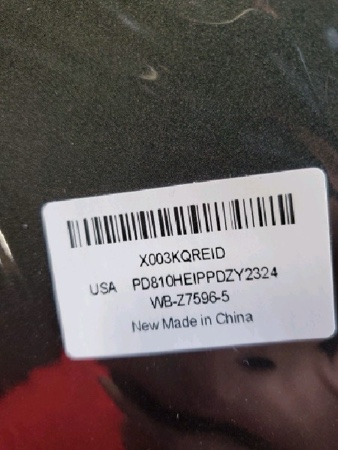 X003KQREID
USA PD810HEIPPDZY2324
WB-Z7596-5
New Made in China